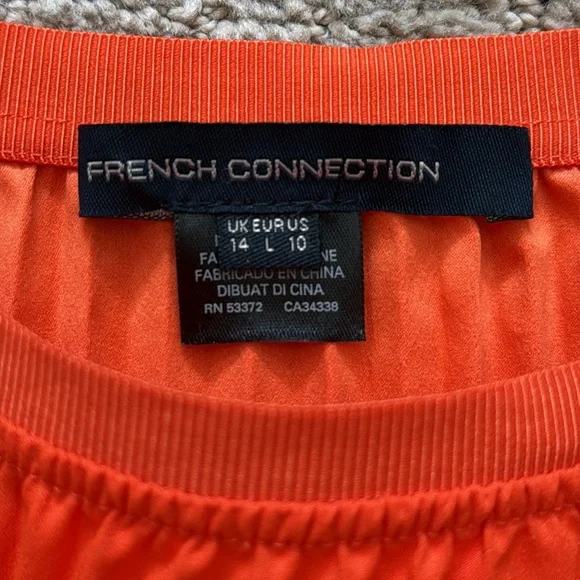 FRENCH CONNECTION
UK EUR US
14 L 10
FABRICADO EN CHINA
DIBUAT DI CINA
RN 53372 CA34338